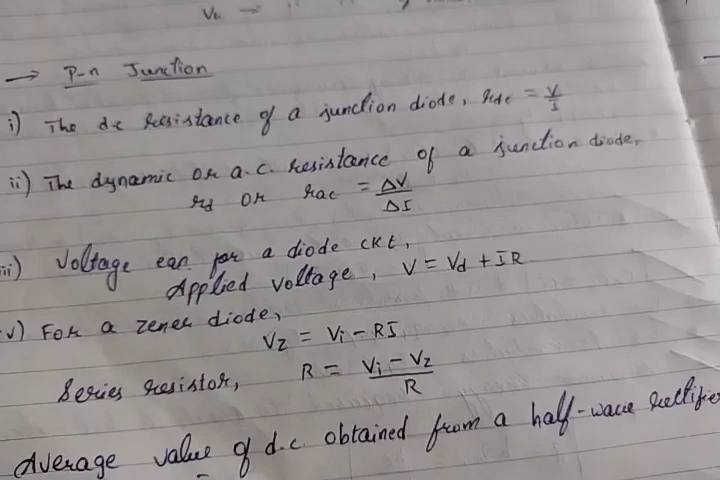 → P-n Junction
i) The d.c resistance of a junction diode, rdc = V/I
ii) The dynamic or a.c. resistance of a junction diode,
rd or rac = ΔV/ΔI
iii) Voltage eqn. for a diode ckt,
Applied voltage, V = Vd + IR
v) For a zener diode,
Vz = Vi - RI
Series resistor, R = Vi - Vz / R
Average value of d.c. obtained from a half-wave rectifier